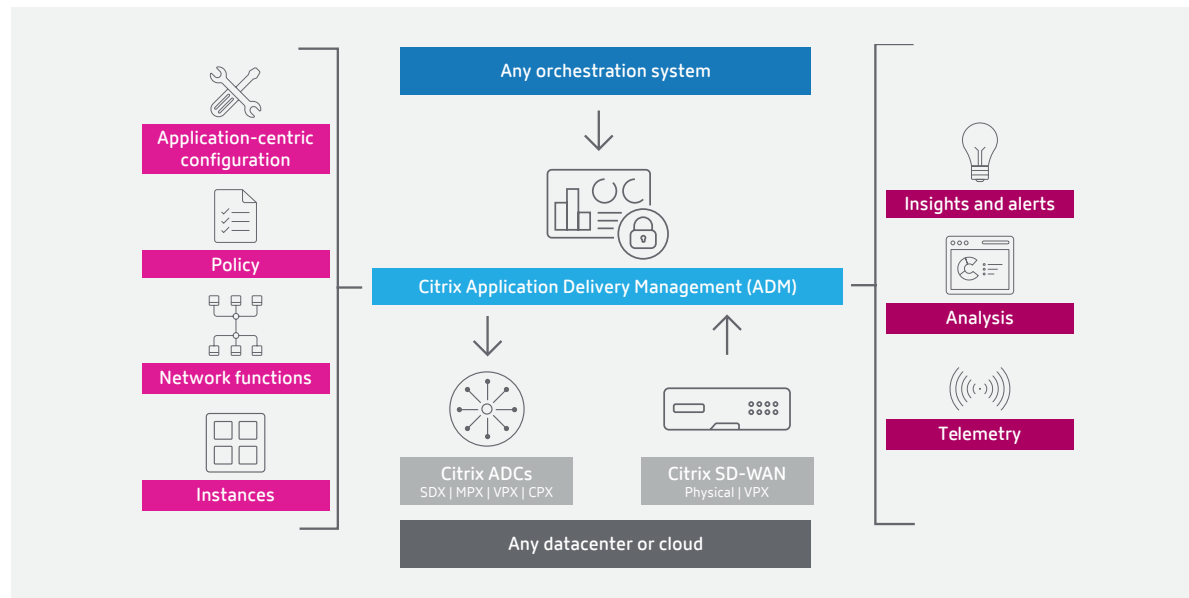 Any orchestration system
Application-centric
configuration
Policy
Network functions
Instances
Citrix Application Delivery Management (ADM)
Citrix ADCs
SDX | MPX | VPX | CPX
Citrix SD-WAN
Physical | VPX
Any datacenter or cloud
Insights and alerts
Analysis
Telemetry